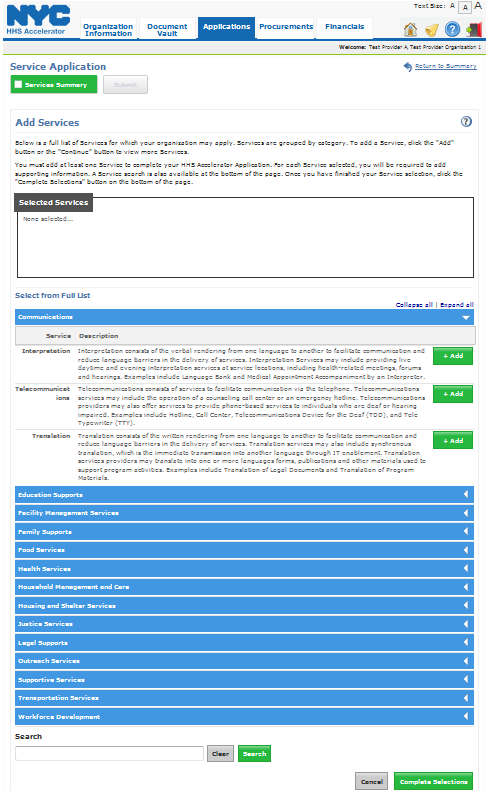 Text Size: A A A
NYC
HHS Accelerator
Organization Information
Document Vault
Applications
Procurements
Financials
Welcome: Test Provider A, Test Provider Organization 1
Service Application
Return to Summary
Services Summary
Submit
Add Services
Below is a full list of Services for which your organization may apply. Services are grouped by category. To add a Service, click the "Add"
button or the "Continue" button to view more Services.
You must add at least one Service to complete your HHS Accelerator Application. For each Service selected, you will be required to add
supporting information. A Service search is also available at the bottom of the page. Once you have finished your Service selection, click the
"Complete Selections" button on the bottom of the page.
Selected Services
None selected...
Select from Full List
Collapse all | Expand all
Communications
Service Description
Interpretation
Interpretation consists of the verbal rendering from one language to another to facilitate communication and
reduce language barriers in the delivery of services. Interpretation Services may include providing live
daytime and evening interpretation services at service locations, including health-related meetings, forums
and hearings. Examples include Language Bank and Medical Appointment Accompaniment by an Interpreter.
+ Add
Telecommunicat
ions
Telecommunications consists of services to facilitate communication via the telephone. Telecommunications
services may include the operation of a counseling call center or an emergency hotline. Telecommunications
providers may also offer services to provide phone-based services to individuals who are deaf or hearing
impaired. Examples include Hotline, Call Center, Telecommunications Device for the Deaf (TDD), and Tele
Typewriter (TTY).
+ Add
Translation
Translation consists of the written rendering from one language to another to facilitate communication and
reduce language barriers in the delivery of services. Translation services may also include synchronous
translation, which is the immediate transmission into another language through IT enablement. Translation
services providers may translate into one or more languages forms, publications and other materials used to
support program activities. Examples include Translation of Legal Documents and Translation of Program
Materials.
+ Add
Education Supports
Facility Management Services
Family Supports
Food Services
Health Services
Household Management and Care
Housing and Shelter Services
Justice Services
Legal Supports
Outreach Services
Supportive Services
Transportation Services
Workforce Development
Search
Clear
Search
Cancel
Complete Selections